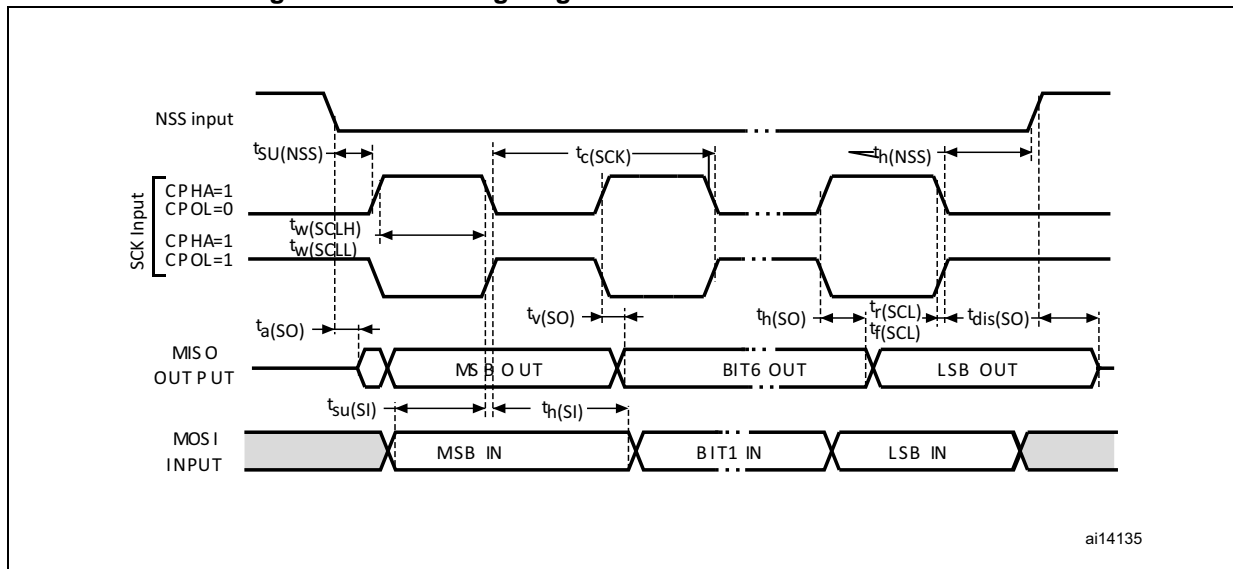 NSS input
tSU(NSS)
tc(SCK)
th(NSS)
SCK Input
CPHA=1
CPOL=0
tw(SCLH)
tw(SCLL)
CPHA=1
CPOL=1
ta(SO)
tv(SO)
th(SO)
tr(SCL)
tf(SCL)
tdis(SO)
MISO
OUTPUT
MSB OUT
BIT6 OUT
LSB OUT
tsu(SI)
th(SI)
MOSI
INPUT
MSB IN
BIT1 IN
LSB IN
ai14135